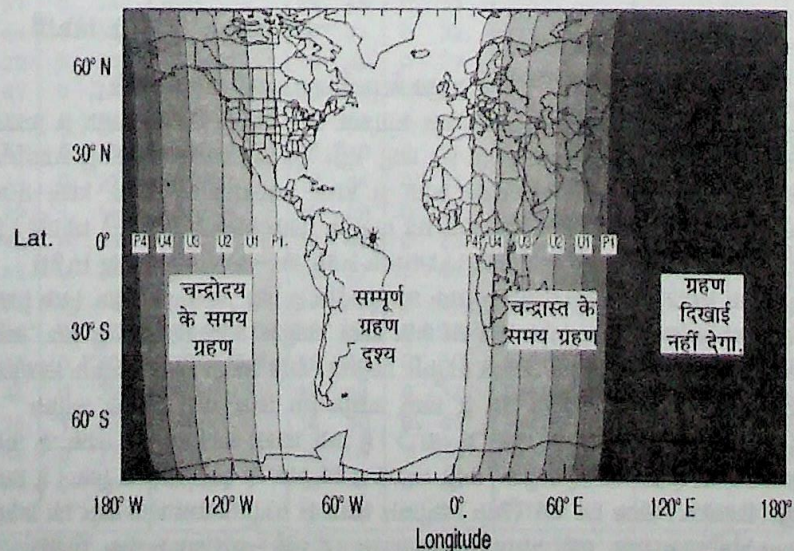 60° N
30° N
Lat. 0°
P4 U4 U3 U2 U1 P1. P4 U4 U3 U2 U1 P1
चन्द्रोदय
के समय
ग्रहण
सम्पूर्ण
ग्रहण
दृश्य
चन्द्रास्त के
समय ग्रहण
ग्रहण
दिखाई
नहीं देगा.
30° S
60° S
180° W 120° W 60° W 0°. 60° E 120° E 180°
Longitude